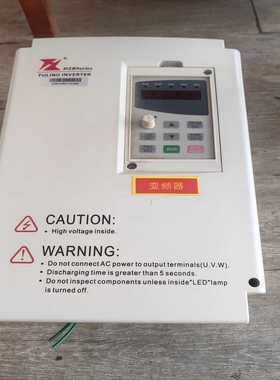 FULING INVERTER
变频器
CAUTION:
• High voltage inside.
WARNING:
• Do not connect AC power to output terminals(U.V.W).
• Discharging time is greater than 5 seconds.
• Do not inspect components unless inside"LED"lamp
is turned off.